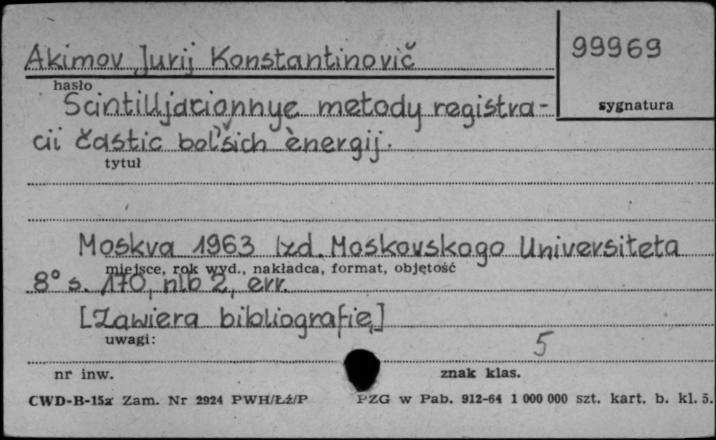 Akimov Jurij Konstantinovič
99969
hasło
sygnatura
Scintilljacionnye metody registra-
cii častic bol'šich ènergij.
tytuł
Moskva 1963 Izd. Moskovskogo Universiteta
miejsce, rok wyd., nakładca, format, objętość
8° s. 170, nlb 2, err.
[Zawiera bibliografię]
uwagi:
5
nr inw.
znak klas.
CWD-B-15a Zam. Nr 2924 PWH/Łż/P PZG w Pab. 912-64 1 000 000 szt. kart. b. kl. 5.